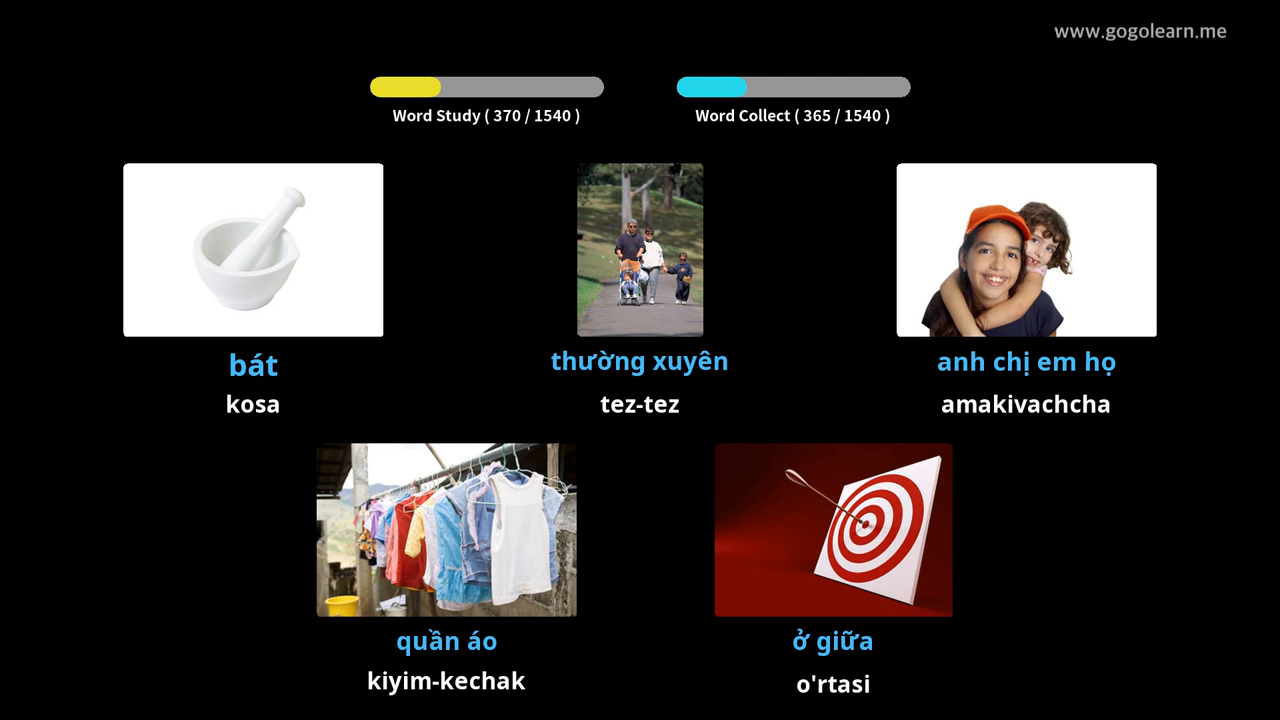 www.gogolearn.me
Word Study ( 370 / 1540 )
Word Collect ( 365 / 1540 )
bát
kosa
thường xuyên
tez-tez
anh chị em họ
amakivachcha
quần áo
kiyim-kechak
ở giữa
o'rtasi